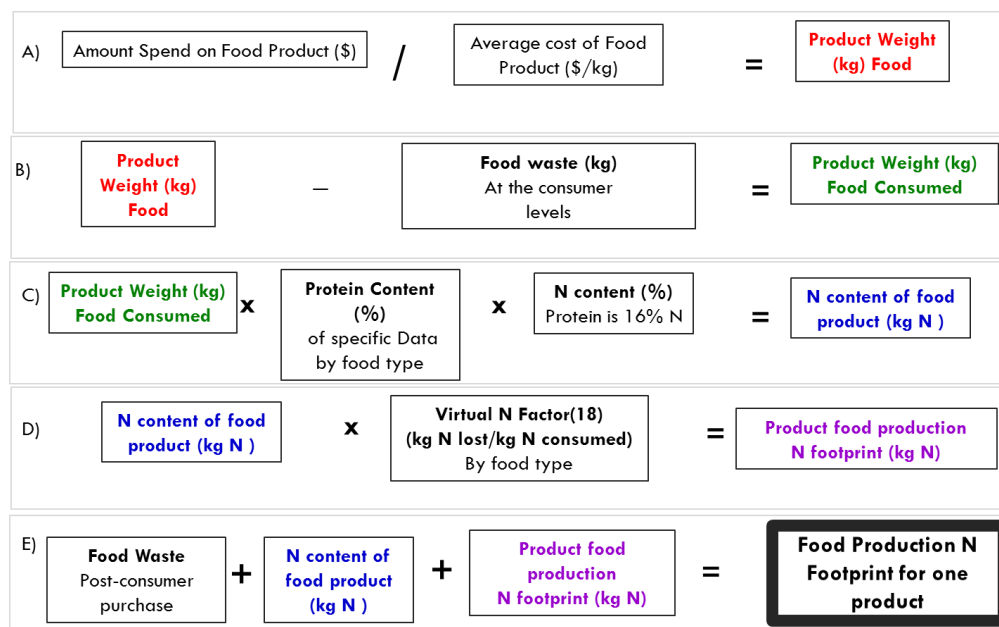 A)
Amount Spend on Food Product ($)
/
Average cost of Food
Product ($/kg)
=
Product Weight
(kg) Food
B)
Product
Weight (kg)
Food
–
Food waste (kg)
At the consumer
levels
=
Product Weight (kg)
Food Consumed
C)
Product Weight (kg)
Food Consumed
x
Protein Content
(%)
of specific Data
by food type
x
N content (%)
Protein is 16% N
=
N content of food
product (kg N )
D)
N content of food
product (kg N )
x
Virtual N Factor(18)
(kg N lost/kg N consumed)
By food type
=
Product food production
N footprint (kg N)
E)
Food Waste
Post-consumer
purchase
+
N content of
food product
(kg N )
+
Product food
production
N footprint (kg N)
=
Food Production N
Footprint for one
product